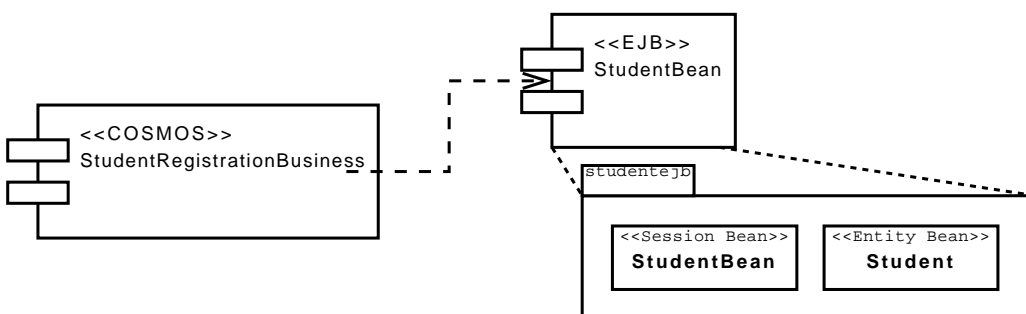 <<EJB>>
StudentBean
<<COSMOS>>
StudentRegistrationBusiness
studentejb
<<Session Bean>>
StudentBean
<<Entity Bean>>
Student